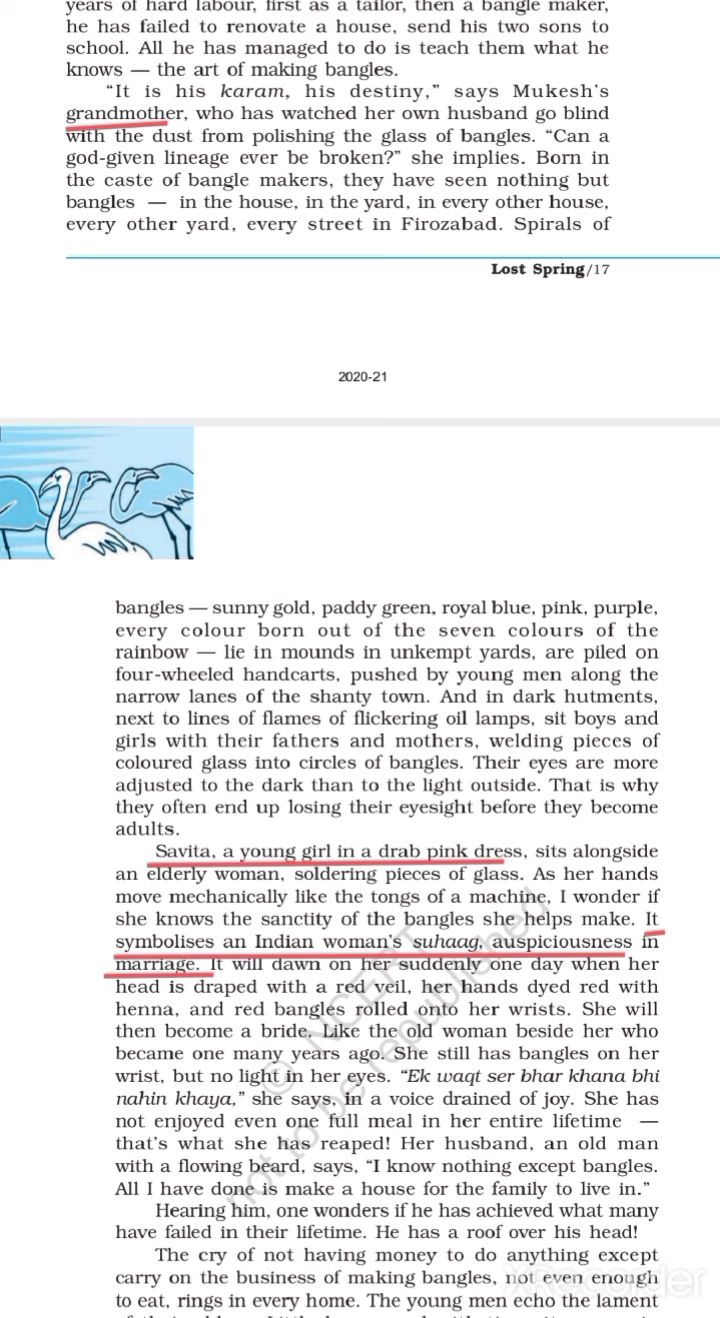 years of hard labour, first as a tailor, then a bangle maker,
he has failed to renovate a house, send his two sons to
school. All he has managed to do is teach them what he
knows — the art of making bangles.
“It is his karam, his destiny,” says Mukesh’s
grandmother, who has watched her own husband go blind
with the dust from polishing the glass of bangles. “Can a
god-given lineage ever be broken?” she implies. Born in
the caste of bangle makers, they have seen nothing but
bangles — in the house, in the yard, in every other house,
every other yard, every street in Firozabad. Spirals of
Lost Spring/17
2020-21
bangles — sunny gold, paddy green, royal blue, pink, purple,
every colour born out of the seven colours of the
rainbow — lie in mounds in unkempt yards, are piled on
four-wheeled handcarts, pushed by young men along the
narrow lanes of the shanty town. And in dark hutments,
next to lines of flames of flickering oil lamps, sit boys and
girls with their fathers and mothers, welding pieces of
coloured glass into circles of bangles. Their eyes are more
adjusted to the dark than to the light outside. That is why
they often end up losing their eyesight before they become
adults.
Savita, a young girl in a drab pink dress, sits alongside
an elderly woman, soldering pieces of glass. As her hands
move mechanically like the tongs of a machine, I wonder if
she knows the sanctity of the bangles she helps make. It
symbolises an Indian woman’s suhaag, auspiciousness in
marriage. It will dawn on her suddenly one day when her
head is draped with a red veil, her hands dyed red with
henna, and red bangles rolled onto her wrists. She will
then become a bride. Like the old woman beside her who
became one many years ago. She still has bangles on her
wrist, but no light in her eyes. “Ek waqt ser bhar khana bhi
nahin khaya,” she says, in a voice drained of joy. She has
not enjoyed even one full meal in her entire lifetime —
that’s what she has reaped! Her husband, an old man
with a flowing beard, says, “I know nothing except bangles.
All I have done is make a house for the family to live in.”
Hearing him, one wonders if he has achieved what many
have failed in their lifetime. He has a roof over his head!
The cry of not having money to do anything except
carry on the business of making bangles, not even enough
to eat, rings in every home. The young men echo the lament
© NCERT
not to be republished
XRecorder